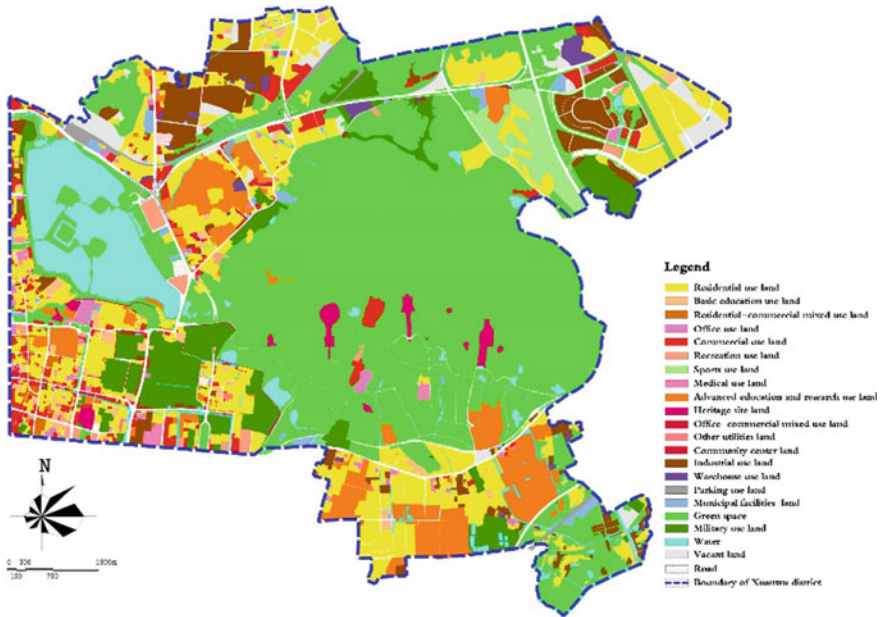 Legend
Residential use land
Basic education use land
Residential-commercial mixed use land
Office use land
Commercial use land
Recreation use land
Sports use land
Medical use land
Advanced education and research use land
Heritage site land
Office-commercial mixed use land
Other utilities land
Community center land
Industrial use land
Warehouse use land
Parking use land
Municipal facilities land
Green space
Military use land
Water
Vacant land
Road
Boundary of Xuanwu district
N